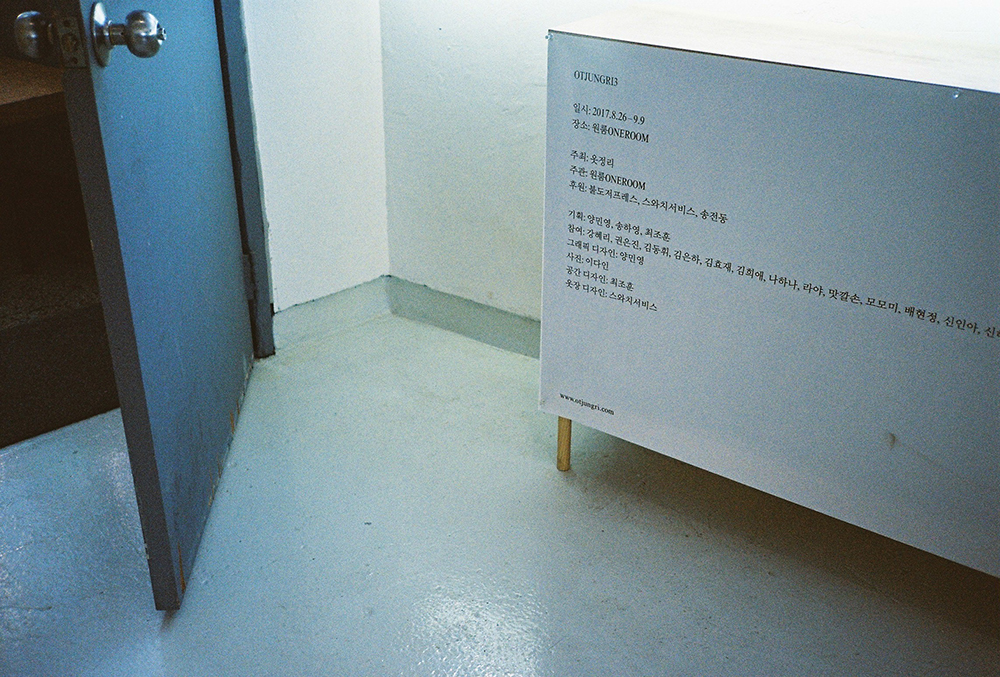 OTJUNGRI3
일시: 2017.8.26–9.9
장소: 원룸ONEROOM
주최: 옷정리
주관: 원룸ONEROOM
후원: 불도저프레스, 스와치서비스, 송전동
기획: 양민영, 송하영, 최조훈
참여: 강혜리, 권은진, 김동휘, 김은하, 김효재, 김희애, 나하나, 라야, 맛깔손, 모모미, 배현정, 신인아,
그래픽 디자인: 양민영
사진: 이다인
공간 디자인: 최조훈
옷장 디자인: 스와치서비스
www.otjungri.com